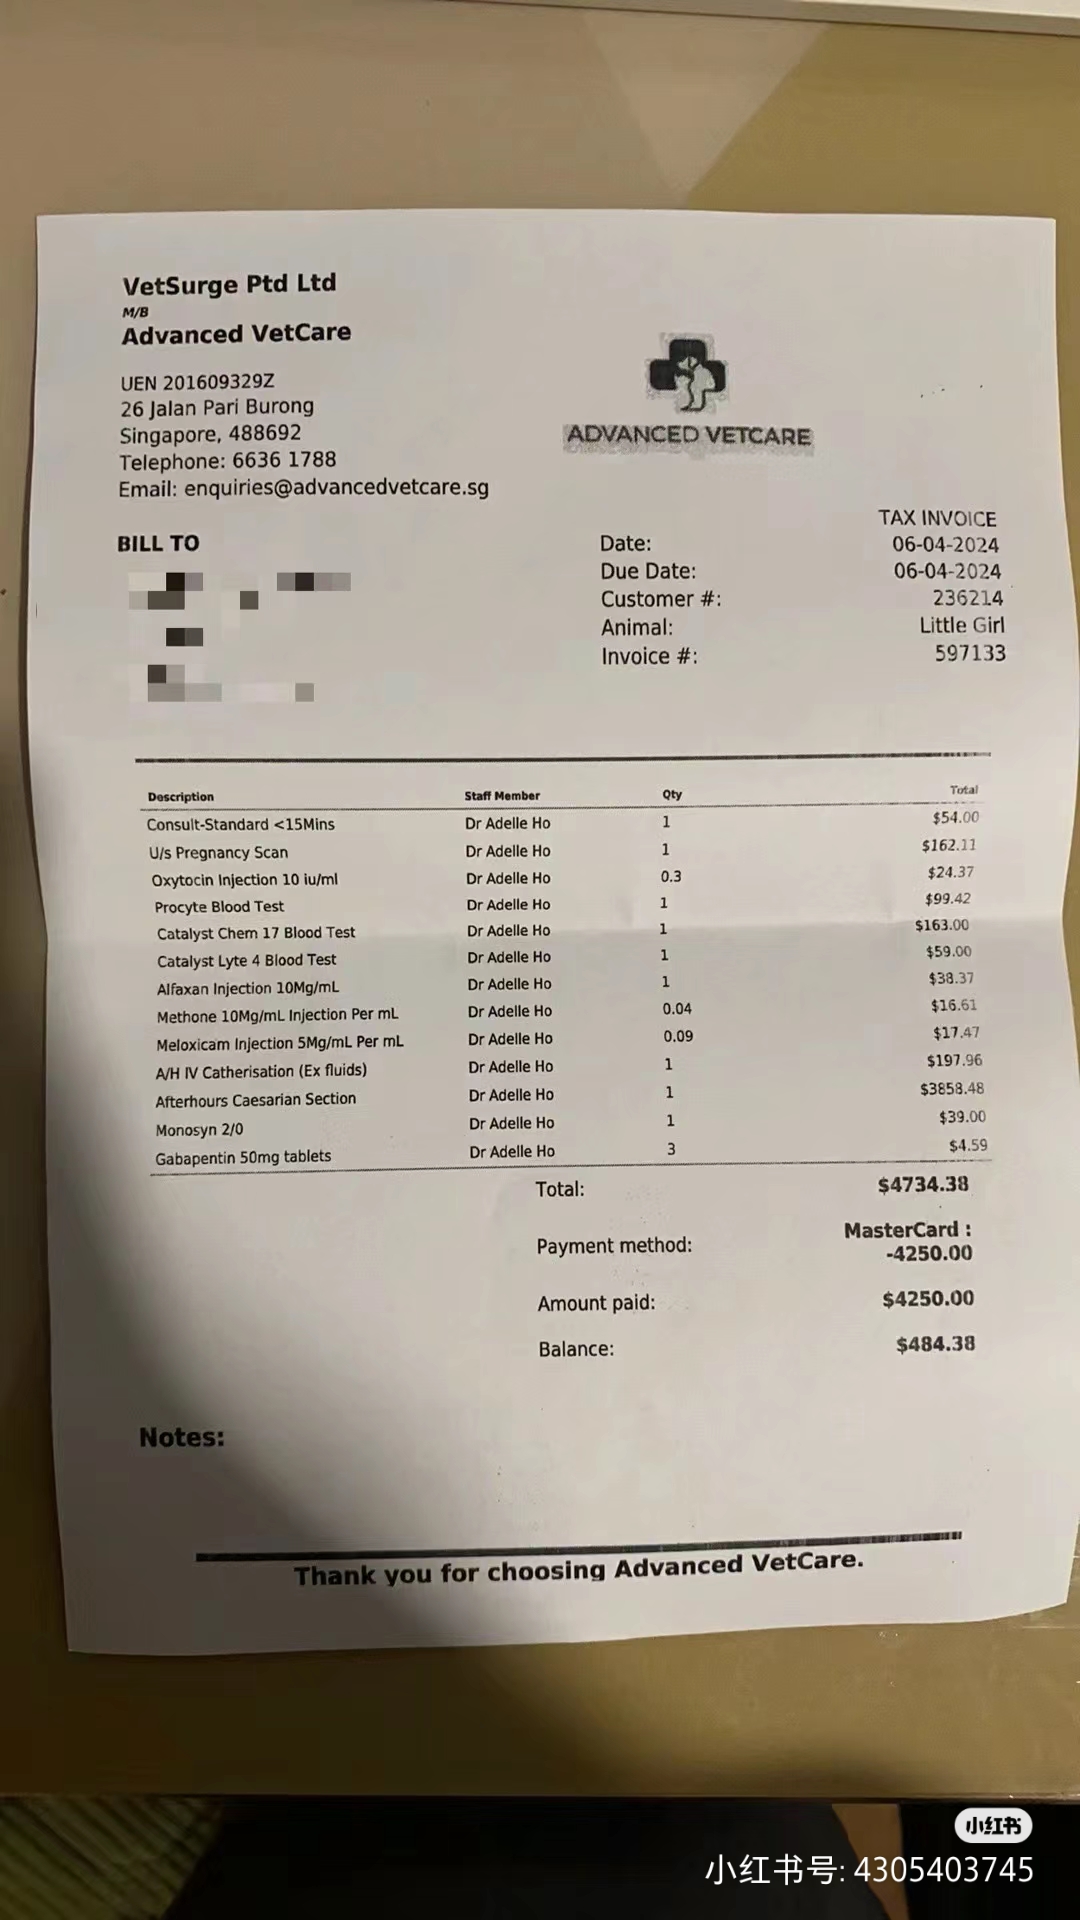 VetSurge Ptd Ltd
M/B
Advanced VetCare
UEN 201609329Z
26 Jalan Pari Burong
Singapore, 488692
Telephone: 6636 1788
Email: enquiries@advancedvetcare.sg
ADVANCED VETCARE
BILL TO
TAX INVOICE
Date: 06-04-2024
Due Date: 06-04-2024
Customer #: 236214
Animal: Little Girl
Invoice #: 597133
Description Staff Member Qty Total
Consult-Standard <15Mins Dr Adelle Ho 1 $54.00
U/s Pregnancy Scan Dr Adelle Ho 1 $162.11
Oxytocin Injection 10 iu/ml Dr Adelle Ho 0.3 $24.37
Procyte Blood Test Dr Adelle Ho 1 $99.42
Catalyst Chem 17 Blood Test Dr Adelle Ho 1 $163.00
Catalyst Lyte 4 Blood Test Dr Adelle Ho 1 $59.00
Alfaxan Injection 10Mg/mL Dr Adelle Ho 1 $38.37
Methone 10Mg/mL Injection Per mL Dr Adelle Ho 0.04 $16.61
Meloxicam Injection 5Mg/mL Per mL Dr Adelle Ho 0.09 $17.47
A/H IV Catherisation (Ex fluids) Dr Adelle Ho 1 $197.96
Afterhours Caesarian Section Dr Adelle Ho 1 $3858.48
Monosyn 2/0 Dr Adelle Ho 1 $39.00
Gabapentin 50mg tablets Dr Adelle Ho 3 $4.59
Total: $4734.38
Payment method: MasterCard :
-4250.00
Amount paid: $4250.00
Balance: $484.38
Notes:
Thank you for choosing Advanced VetCare.
小红书
小红书号: 4305403745